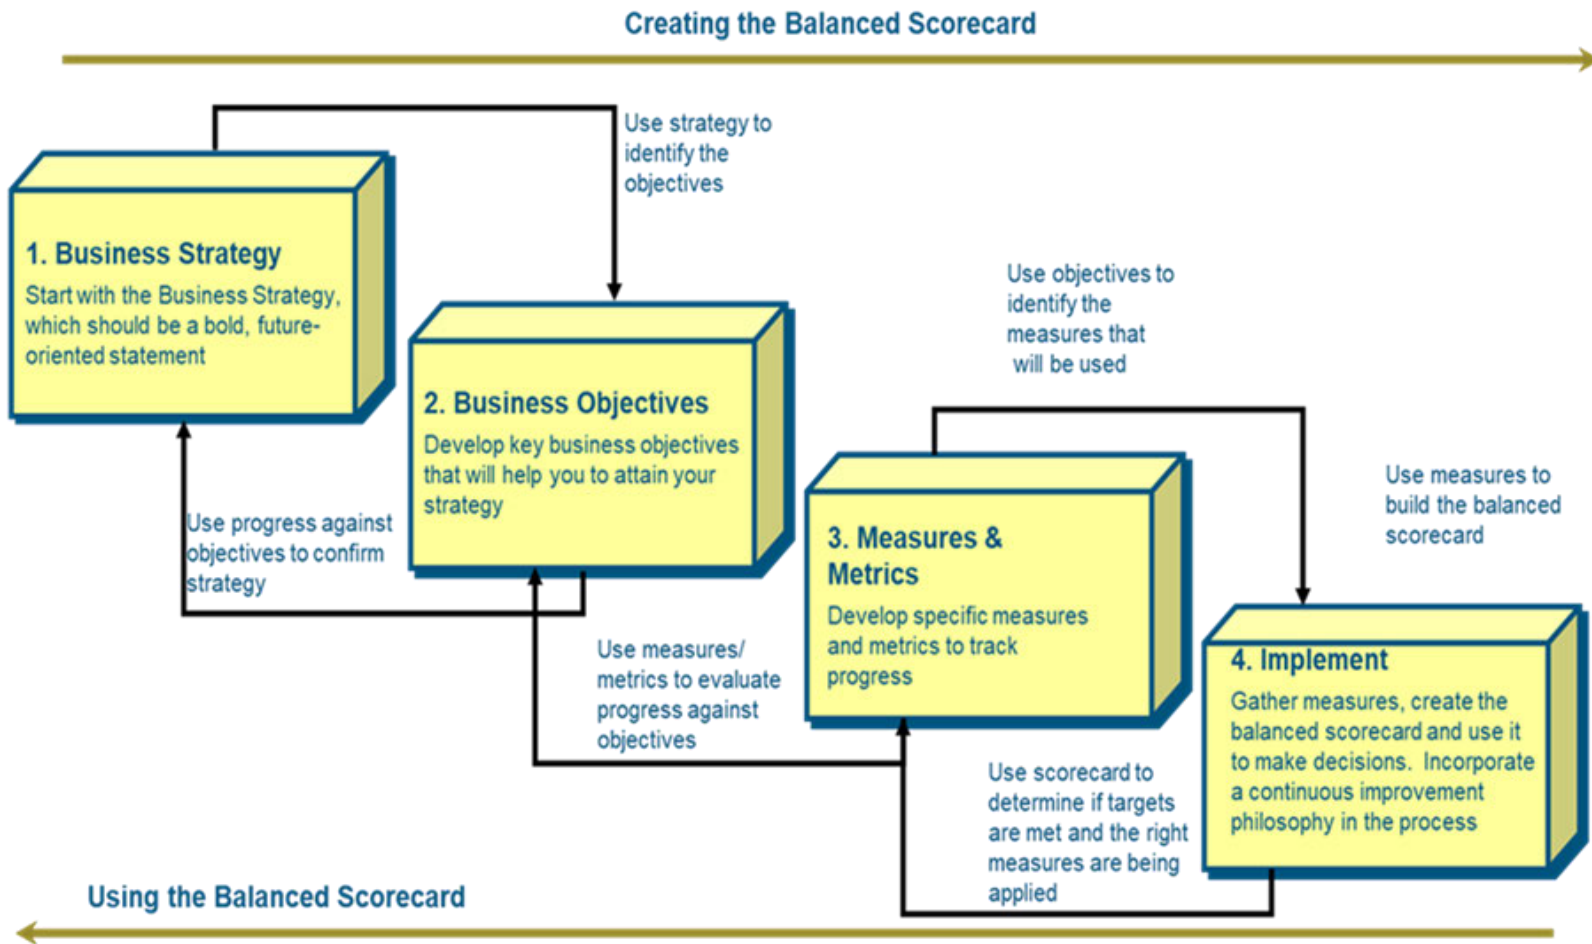 Creating the Balanced Scorecard
Use strategy to
identify the
objectives
1. Business Strategy
Start with the Business Strategy,
which should be a bold, future-
oriented statement
Use objectives to
identify the
measures that
will be used
2. Business Objectives
Develop key business objectives
that will help you to attain your
strategy
Use measures to
build the balanced
scorecard
Use progress against
objectives to confirm
strategy
3. Measures &
Metrics
Develop specific measures
and metrics to track
progress
Use measures/
metrics to evaluate
progress against
objectives
4. Implement
Gather measures, create the
balanced scorecard and use it
to make decisions. Incorporate
a continuous improvement
philosophy in the process
Use scorecard to
determine if targets
are met and the right
measures are being
applied
Using the Balanced Scorecard